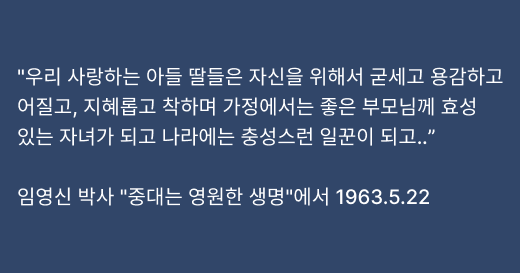 "우리 사랑하는 아들 딸들은 자신을 위해서 굳세고 용감하고
어질고, 지혜롭고 착하며 가정에서는 좋은 부모님께 효성
있는 자녀가 되고 나라에는 충성스런 일꾼이 되고..”
임영신 박사 "중대는 영원한 생명"에서 1963.5.22